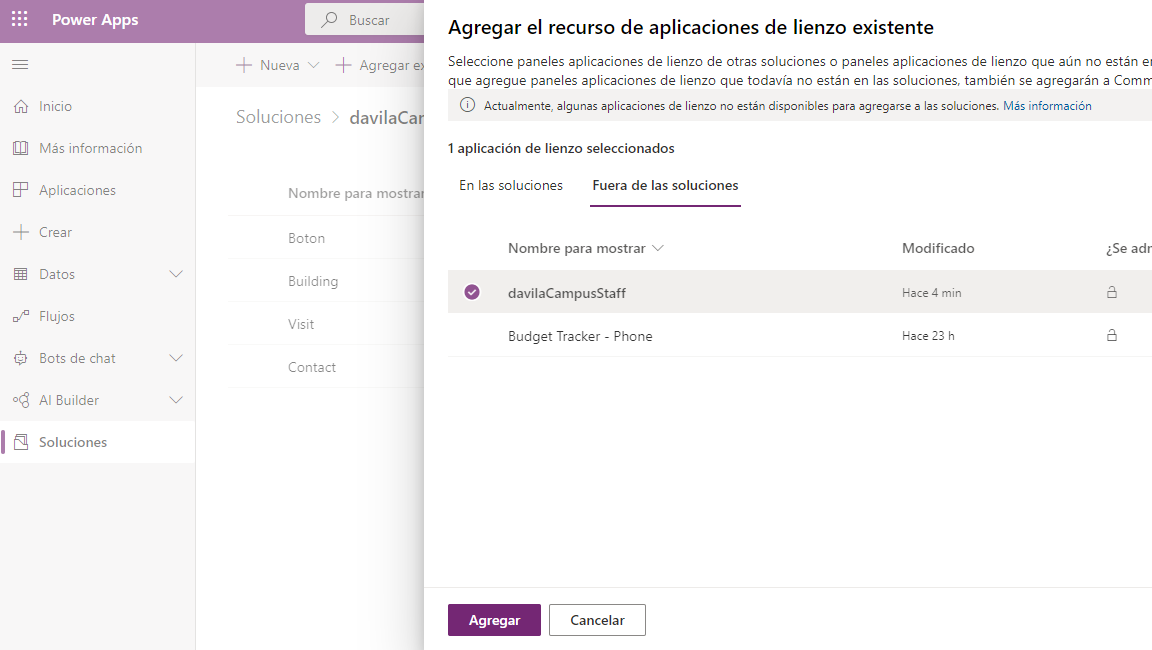 Power Apps
Buscar
Inicio
Más información
Aplicaciones
Crear
Datos
Flujos
Bots de chat
AI Builder
Soluciones
Nueva
Agregar
Soluciones > davilaCam
Nombre para mostrar
Boton
Building
Visit
Contact
Agregar el recurso de aplicaciones de lienzo existente
Seleccione paneles aplicaciones de lienzo de otras soluciones o paneles aplicaciones de lienzo que aún no están en
que agregue paneles aplicaciones de lienzo que todavía no están en las soluciones, también se agregarán a Comm
Actualmente, algunas aplicaciones de lienzo no están disponibles para agregarse a las soluciones. Más información
1 aplicación de lienzo seleccionados
En las soluciones Fuera de las soluciones
Nombre para mostrar Modificado ¿Se adr
davilaCampusStaff Hace 4 min
Budget Tracker - Phone Hace 23 h
Agregar Cancelar